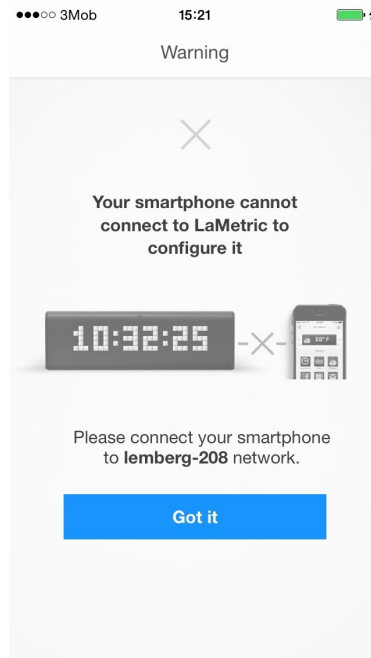 3Mob 15:21
Warning
Your smartphone cannot
connect to LaMetric to
configure it
10:32:25
68° F
Please connect your smartphone
to lemberg-208 network.
Got it